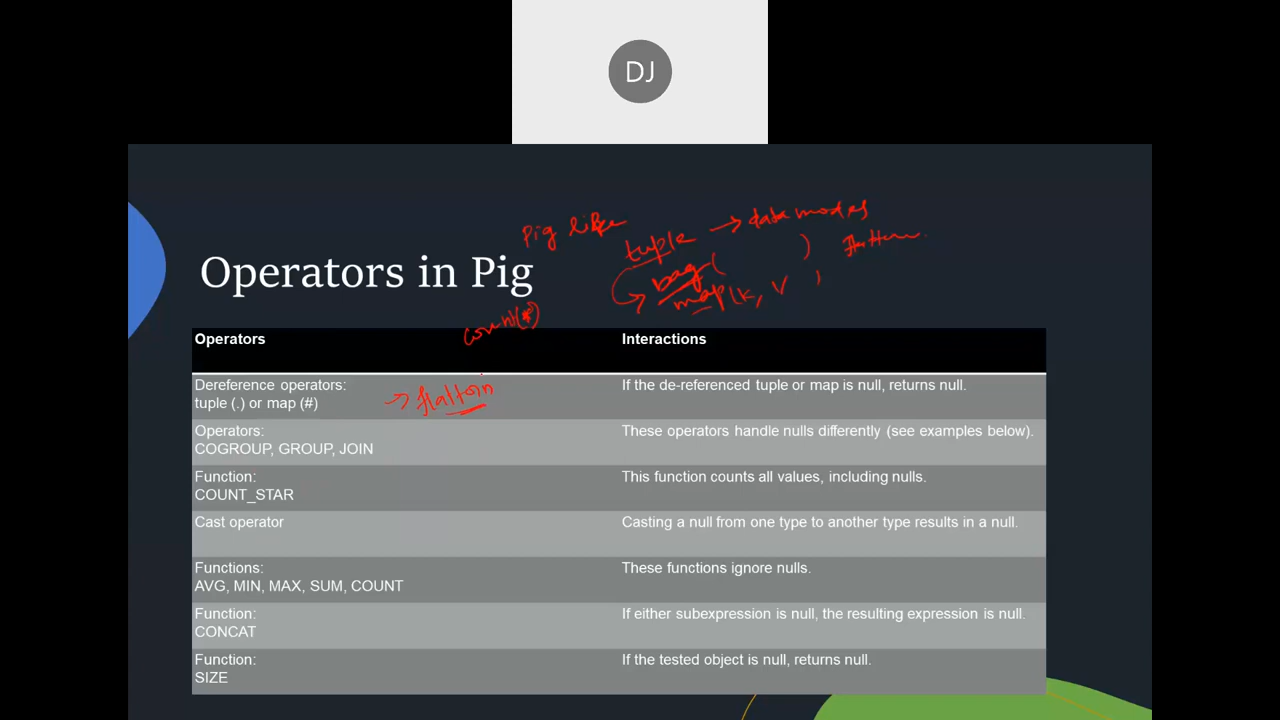 DJ
Pig like
tuple → data modes
Operators in Pig
bag ( ) flatten
map (K, V )
count(*)
Operators Interactions
Dereference operators: If the de-referenced tuple or map is null, returns null.
tuple (.) or map (#) → flatten
Operators: These operators handle nulls differently (see examples below).
COGROUP, GROUP, JOIN
Function: This function counts all values, including nulls.
COUNT_STAR
Cast operator Casting a null from one type to another type results in a null.
Functions: These functions ignore nulls.
AVG, MIN, MAX, SUM, COUNT
Function: If either subexpression is null, the resulting expression is null.
CONCAT
Function: If the tested object is null, returns null.
SIZE